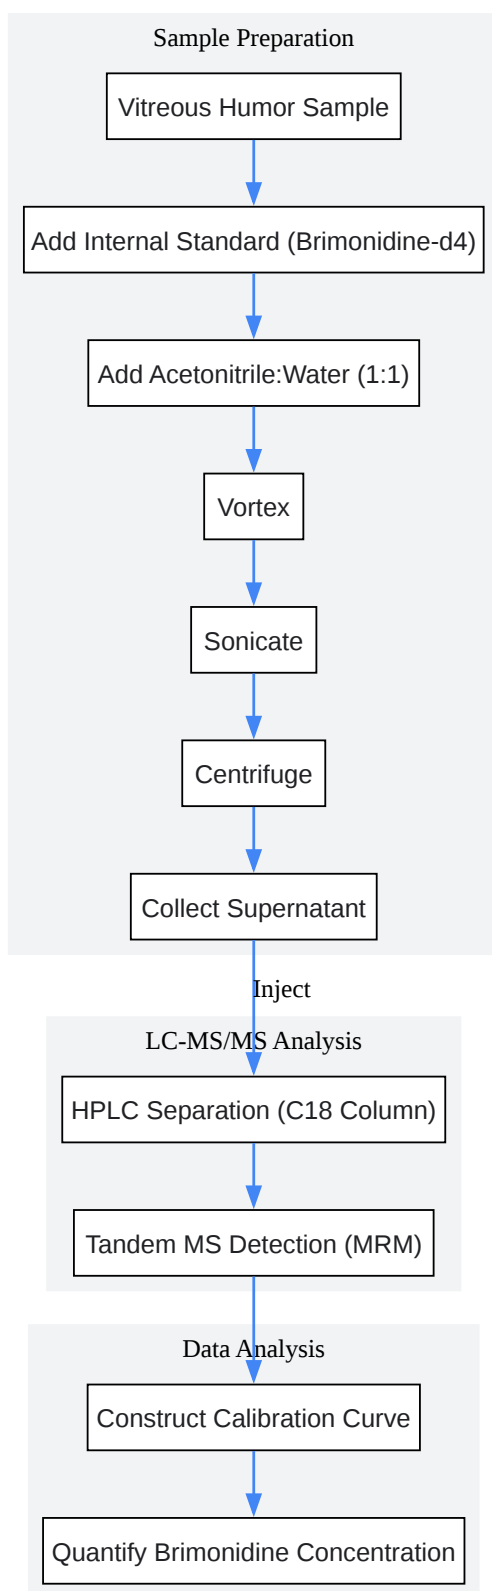 Sample Preparation
Vitreous Humor Sample
Add Internal Standard (Brimonidine-d4)
Add Acetonitrile:Water (1:1)
Vortex
Sonicate
Centrifuge
Collect Supernatant
Inject
LC-MS/MS Analysis
HPLC Separation (C18 Column)
Tandem MS Detection (MRM)
Data Analysis
Construct Calibration Curve
Quantify Brimonidine Concentration